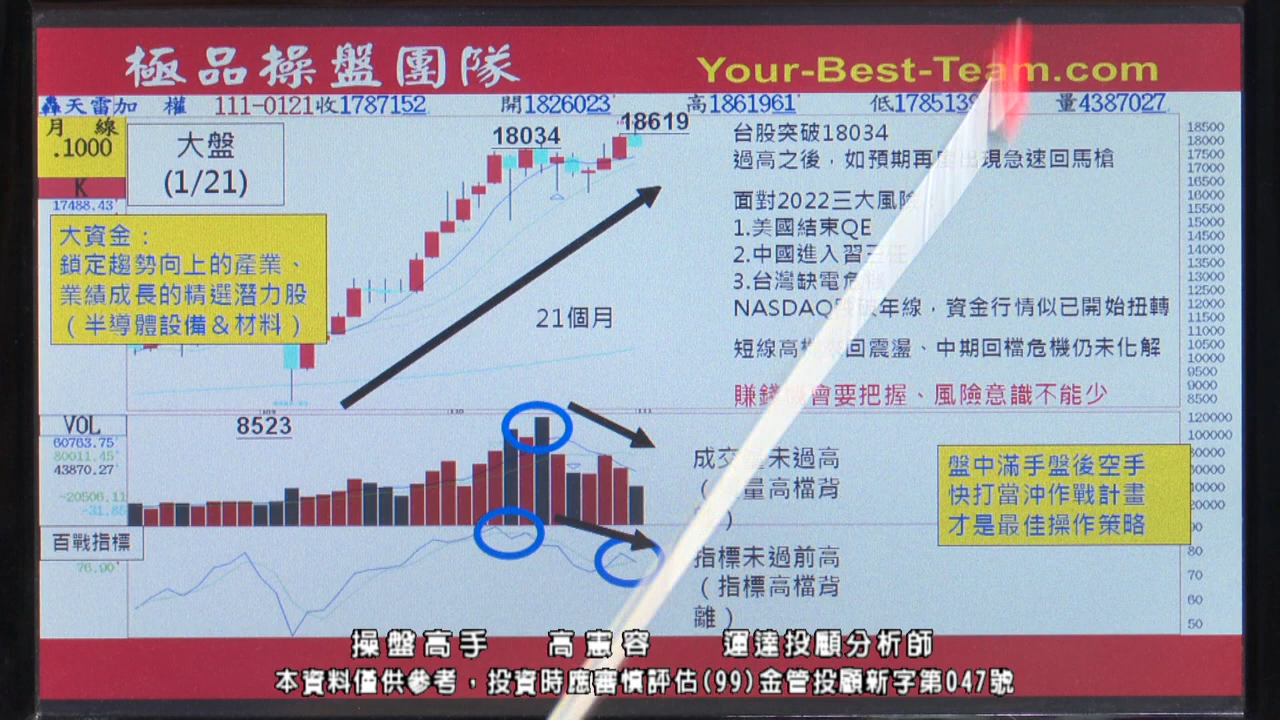 極品操盤團隊
Your-Best-Team.com
轟天雷加 權 111-0121收1787152 開1826023 高1861961 低1785139 量4387027
月 線
.1000
K
17488.43
大盤
(1/21)
大資金：
鎖定趨勢向上的產業、
業績成長的精選潛力股
（半導體設備＆材料）
18034
18619
21個月
8523
台股突破18034
過高之後，如預期再度出現急速回馬槍
面對2022三大風險
1.美國結束QE
2.中國進入習三任
3.台灣缺電危機
NASDAQ跌破年線，資金行情似已開始扭轉
短線高檔來回震盪、中期回檔危機仍未化解
賺錢機會要把握、風險意識不能少
18500
18000
17500
17000
16500
16000
15500
15000
14500
14000
13500
13000
12500
12000
11500
11000
10500
10000
9500
9000
8500
VOL
60763.75
80011.45
43870.27
-20506.11
-31.85
120000
100000
成交量未過高
量高檔背
盤中滿手盤後空手
快打當沖作戰計畫
才是最佳操作策略
百戰指標
76.90
指標未過前高
（指標高檔背
離）
80
70
60
50
操盤高手 高憲容 運達投顧分析師
本資料僅供參考，投資時應審慎評估(99)金管投顧新字第047號